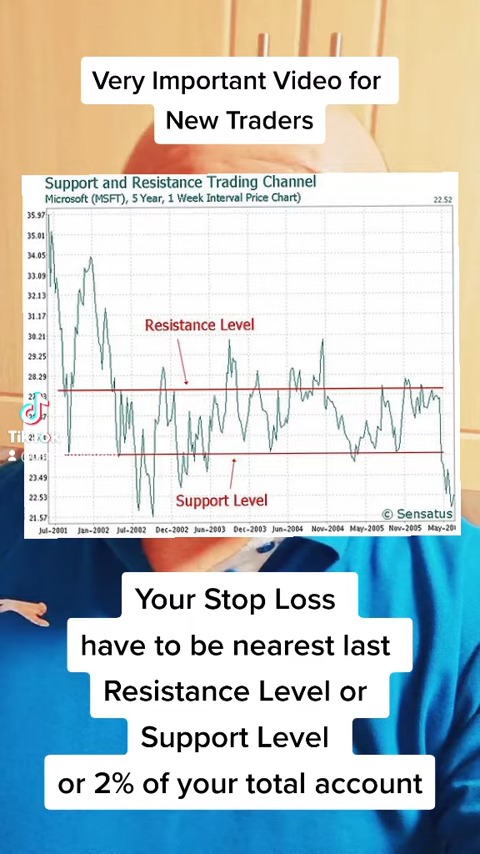 Very Important Video for
New Traders
Support and Resistance Trading Channel
Microsoft (MSFT), 5 Year, 1 Week Interval Price Chart)
22.52
35.97
35.01
34.05
33.09
32.13
31.17
30.21
29.25
28.29
Resistance Level
TikTok
24.45
23.49
22.53
21.57
Support Level
© Sensatus
Jul-2001 Jan-2002 Jul-2002 Dec-2002 Jun-2003 Dec-2003 Jun-2004 Nov-2004 May-2005 Nov-2005
Your Stop Loss
have to be nearest last
Resistance Level or
Support Level
or 2% of your total account